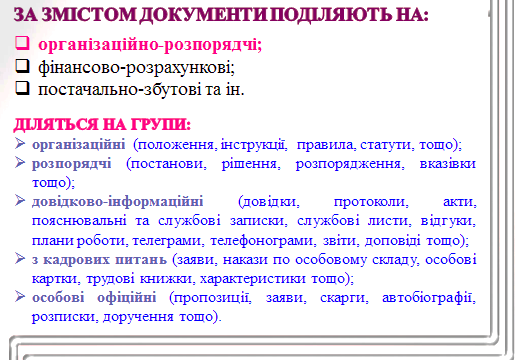 ЗА ЗМІСТОМ ДОКУМЕНТИ ПОДІЛЯЮТЬ НА:
❑ організаційно-розпорядчі;
❑ фінансово-розрахункові;
❑ постачально-збутові та ін.
ДІЛЯТЬСЯ НА ГРУПИ:
➢ організаційні (положення, інструкції, правила, статути, тощо);
➢ розпорядчі (постанови, рішення, розпорядження, вказівки
тощо);
➢ довідково-інформаційні (довідки, протоколи, акти,
пояснювальні та службові записки, службові листи, відгуки,
плани роботи, телеграми, телефонограми, звіти, доповіді тощо);
➢ з кадрових питань (заяви, накази по особовому складу, особові
картки, трудові книжки, характеристики тощо);
➢ особові офіційні (пропозиції, заяви, скарги, автобіографії,
розписки, доручення тощо).